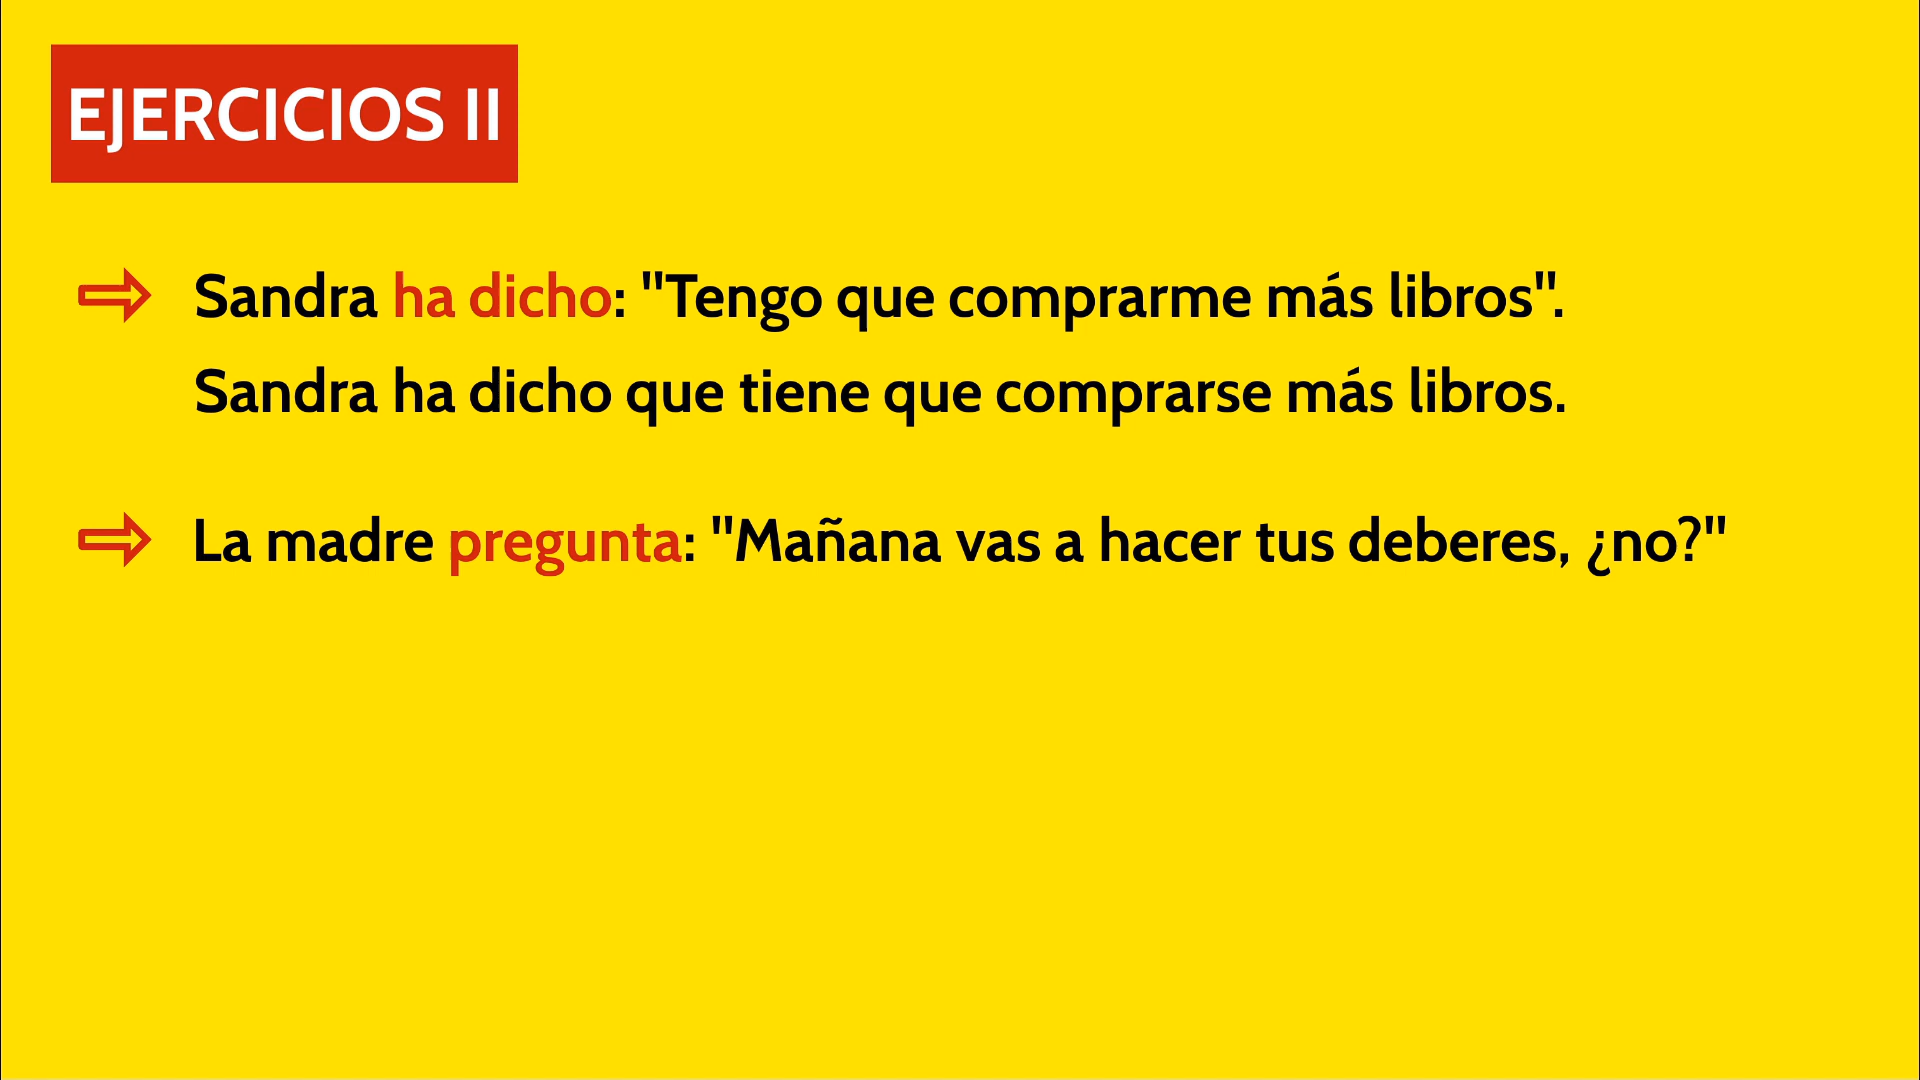 EJERCICIOS II
Sandra ha dicho: "Tengo que comprarme más libros".
Sandra ha dicho que tiene que comprarse más libros.
La madre pregunta: "Mañana vas a hacer tus deberes, ¿no?"